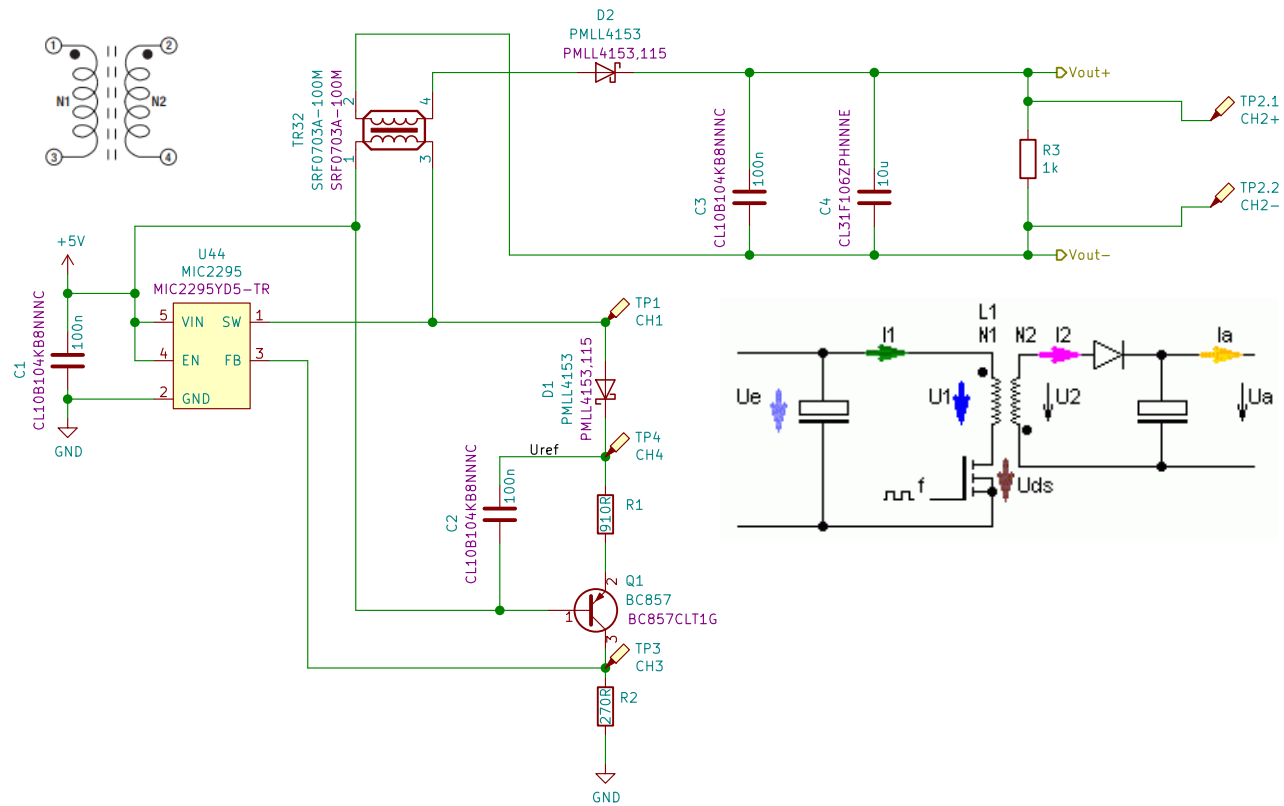 1
2
N1
N2
3
4
D2
PMLL4153
PMLL4153,115
TR32
SRF0703A-100M
SRF0703A-100M
2
4
1
3
Vout+
TP2.1
CH2+
C3
CL10B104KB8NNNC
100n
C4
CL31F106ZPHNNNE
10u
R3
1k
TP2.2
CH2-
Vout-
+5V
U44
MIC2295
MIC2295YD5-TR
C1
CL10B104KB8NNNC
100n
5
VIN
SW
1
4
EN
FB
3
2
GND
GND
TP1
CH1
D1
PMLL4153
PMLL4153,115
Uref
TP4
CH4
C2
CL10B104KB8NNNC
100n
910R
R1
2
Q1
BC857
BC857CLT1G
1
3
TP3
CH3
270R
R2
GND
L1
I1
N1
N2
I2
Ia
Ue
U1
U2
Ua
f
Uds